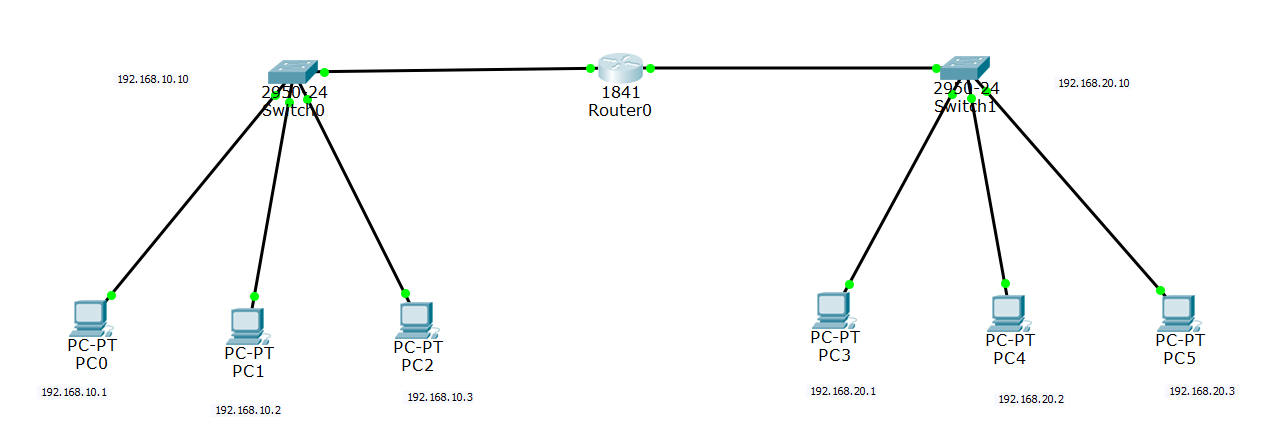 192.168.10.10
2950-24
Switch0
1841
Router0
2950-24
Switch1
192.168.20.10
PC-PT
PC0
192.168.10.1
PC-PT
PC1
192.168.10.2
PC-PT
PC2
192.168.10.3
PC-PT
PC3
192.168.20.1
PC-PT
PC4
192.168.20.2
PC-PT
PC5
192.168.20.3